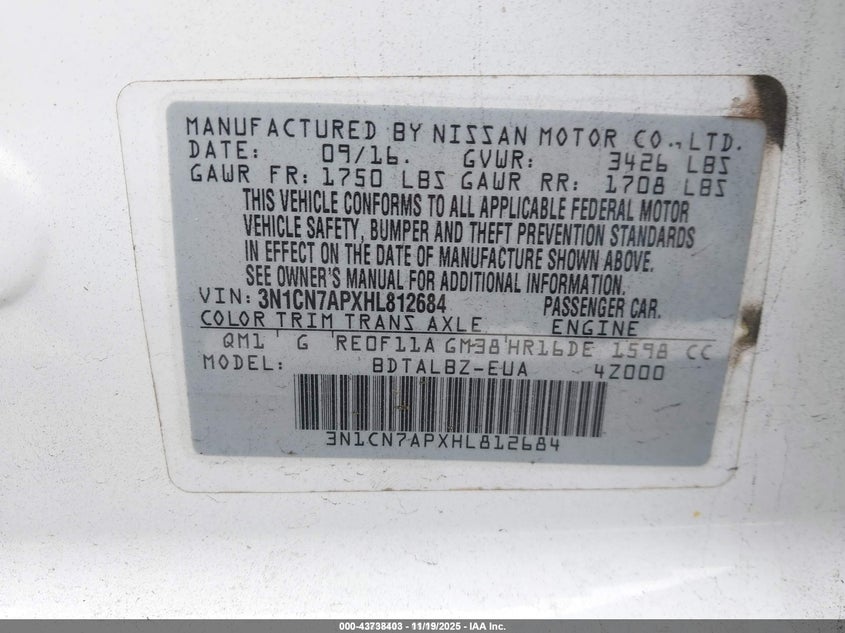 MANUFACTURED BY NISSAN MOTOR CO., LTD.
DATE: 09/16. GVWR: 3426 LBS
GAWR FR: 1750 LBS GAWR RR: 1708 LBS
THIS VEHICLE CONFORMS TO ALL APPLICABLE FEDERAL MOTOR
VEHICLE SAFETY, BUMPER AND THEFT PREVENTION STANDARDS
IN EFFECT ON THE DATE OF MANUFACTURE SHOWN ABOVE.
SEE OWNER'S MANUAL FOR ADDITIONAL INFORMATION.
VIN: 3N1CN7APXHL812684 PASSENGER CAR.
COLOR TRIM TRANS AXLE ENGINE
QM1 G RE0F11A GM38 HR16DE 1598 CC
MODEL: BDTALBZ-EUA 4Z000
3N1CN7APXHL812684
000-43738403 - 11/19/2025 - IAA Inc.